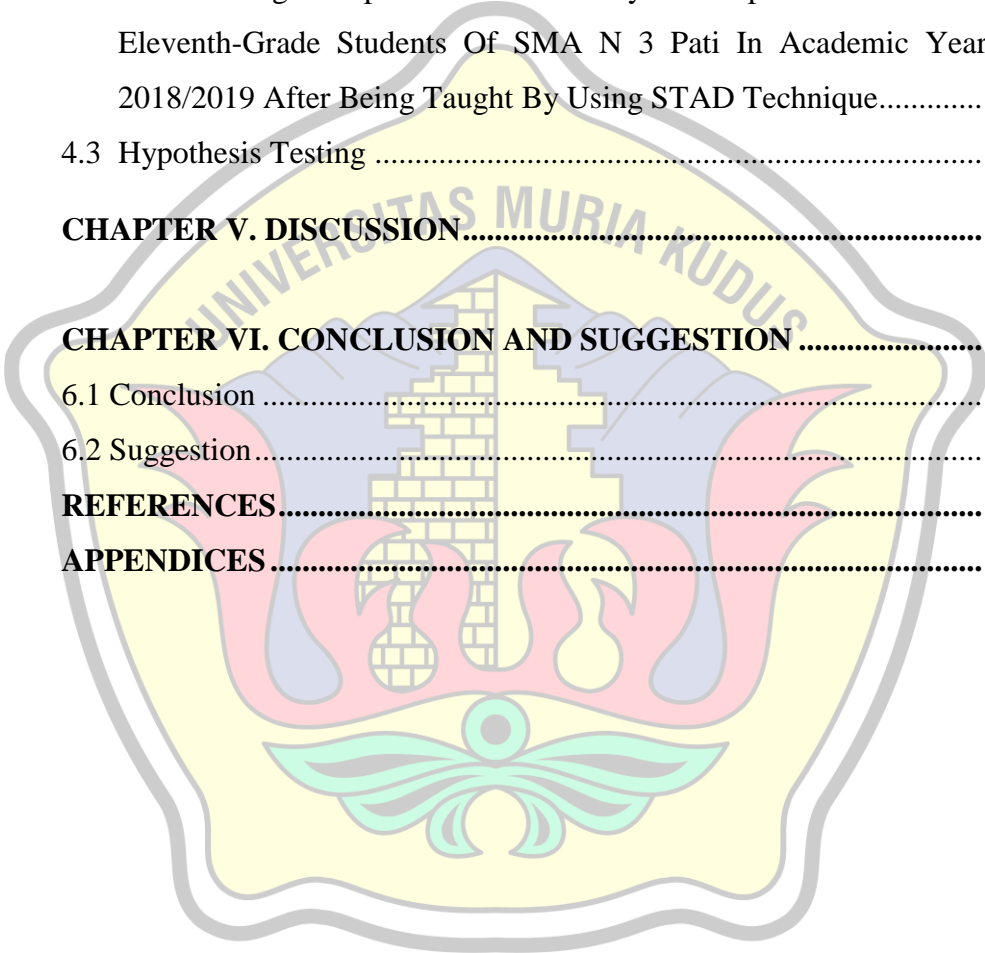 Eleventh-Grade Students Of SMA N 3 Pati In Academic Year
2018/2019 After Being Taught By Using STAD Technique.............
4.3 Hypothesis Testing ................................................................
CHAPTER V. DISCUSSION.......................................................
CHAPTER VI. CONCLUSION AND SUGGESTION ...................
6.1 Conclusion .............................................................................
6.2 Suggestion.............................................................................
REFERENCES...........................................................................
APPENDICES ............................................................................
UNIVERSITAS MURIA KUDUS